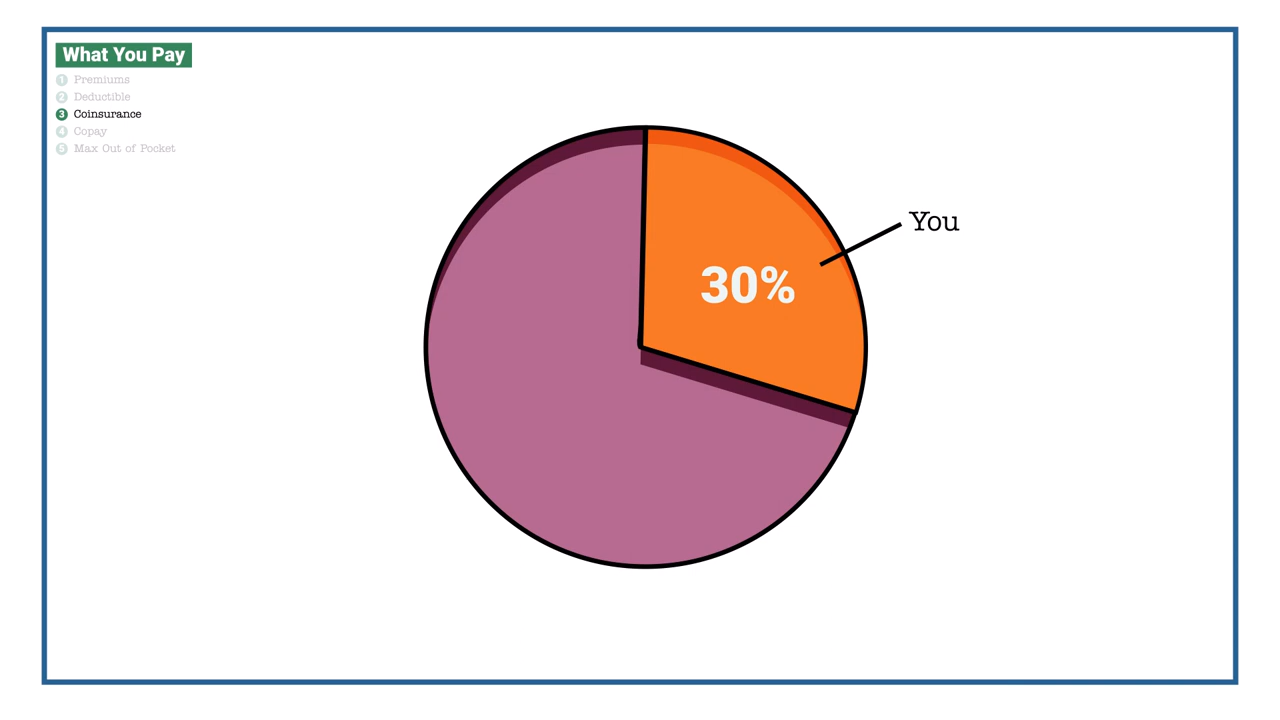 What You Pay
1 Premiums
2 Deductible
3 Coinsurance
4 Copay
5 Max Out of Pocket
You
30%